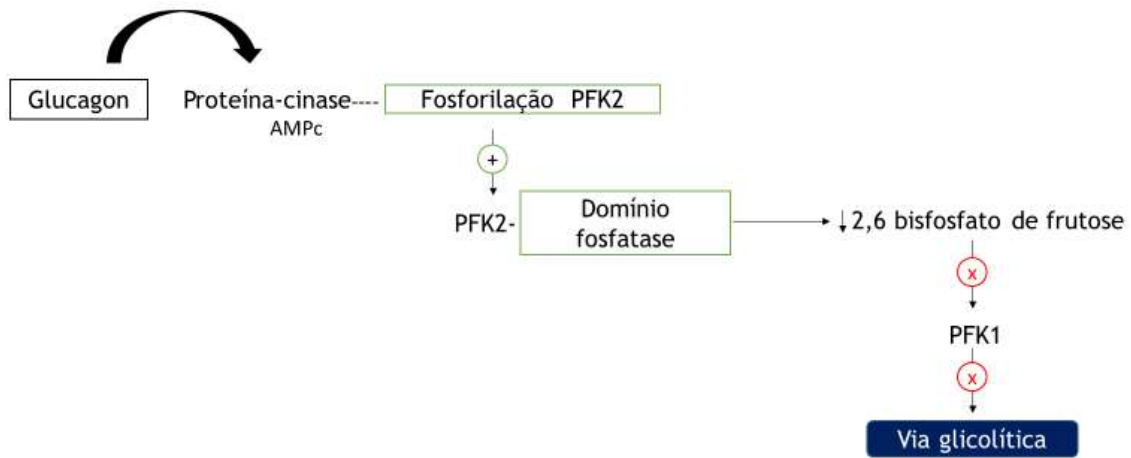 Glucagon
Proteína-cinase----
AMPc
Fosforilação PFK2
+
PFK2-
Domínio
fosfatase
↓ 2,6 bisfosfato de frutose
x
PFK1
x
Via glicolítica